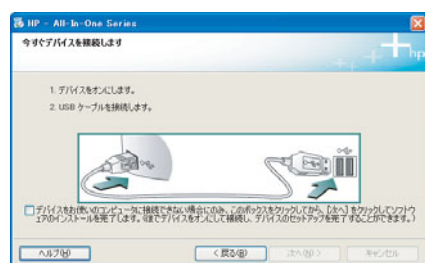 HP - All-In-One Series
今すぐデバイスを接続します
hp
1. デバイスをオンにします。
2. USB ケーブルを接続します。
デバイスをお使いのコンピュータに接続できない場合にのみ、このボックスをクリックしてから、[次へ] をクリックしてソフトウ
ェアのインストールを完了します。(後でデバイスをオンにして接続し、デバイスのセットアップを完了することができます。)
ヘルプ(H)
< 戻る(B)
次へ(N) >
キャンセル